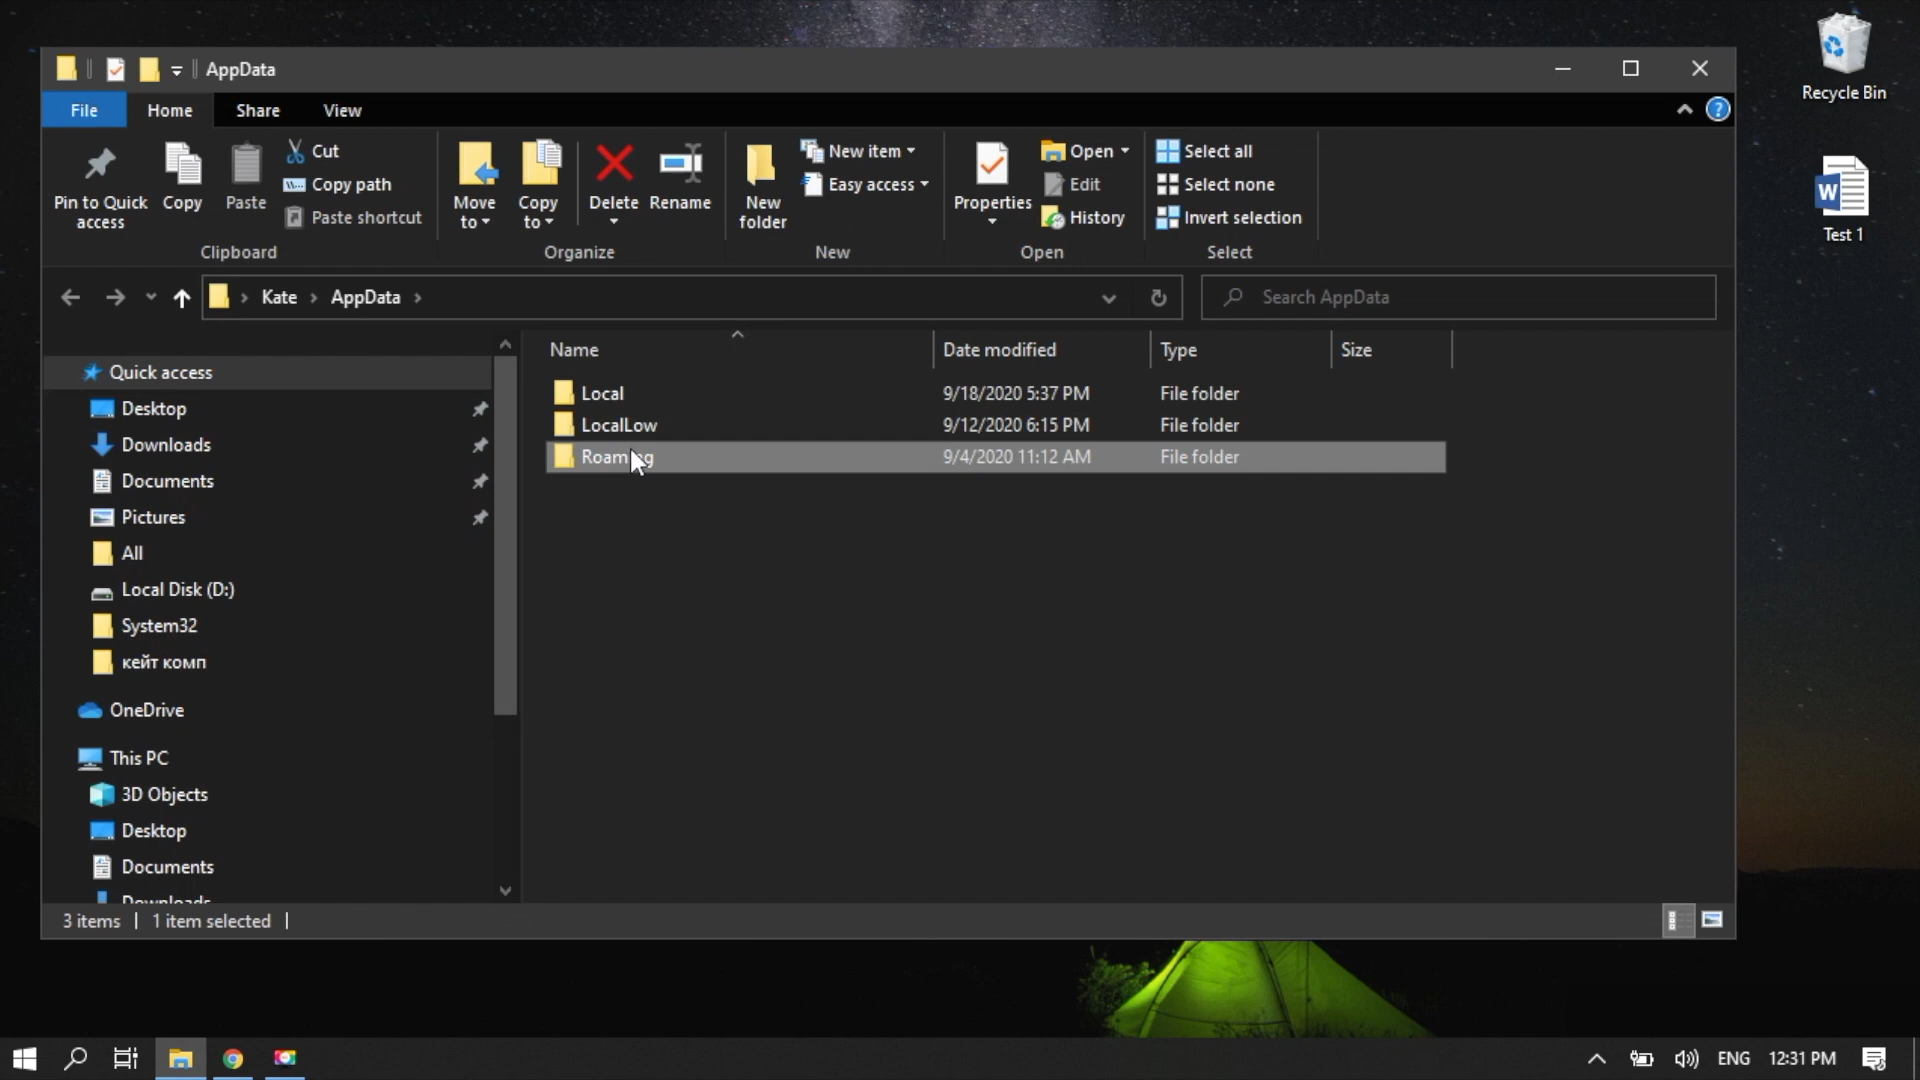 AppData
File Home Share View
Pin to Quick access
Copy
Paste
Cut
Copy path
Paste shortcut
Clipboard
Move to
Copy to
Delete
Rename
Organize
New folder
New item
Easy access
New
Properties
Open
Edit
History
Open
Select all
Select none
Invert selection
Select
Kate > AppData >
Search AppData
Name Date modified Type Size
Local 9/18/2020 5:37 PM File folder
LocalLow 9/12/2020 6:15 PM File folder
Roaming 9/4/2020 11:12 AM File folder
Quick access
Desktop
Downloads
Documents
Pictures
All
Local Disk (D:)
System32
кейт комп
OneDrive
This PC
3D Objects
Desktop
Documents
Downloads
3 items | 1 item selected |
Recycle Bin
W
Test 1
ENG 12:31 PM